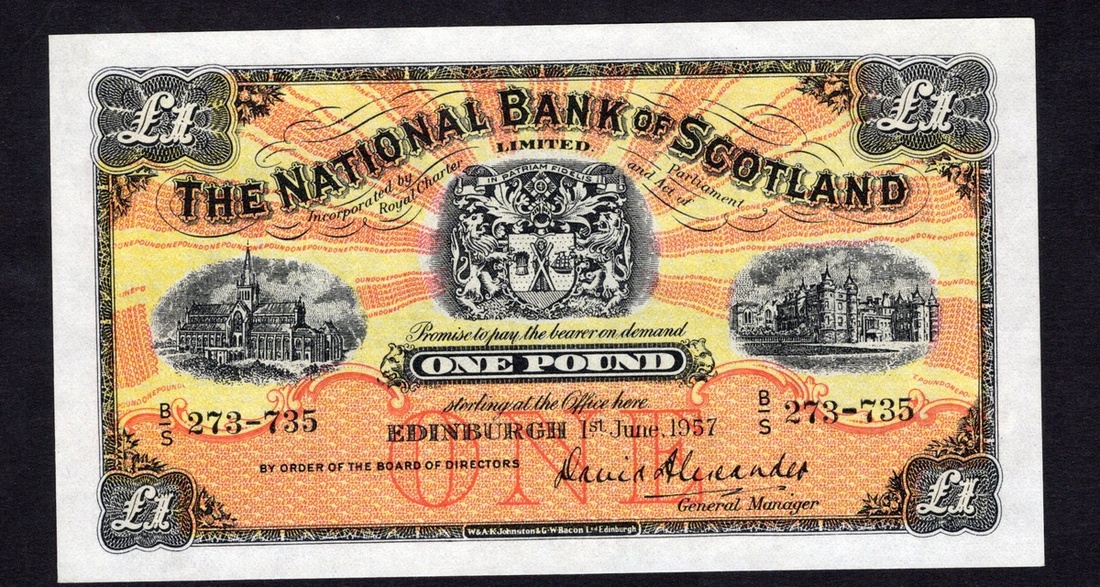 £1
£1
THE NATIONAL BANK OF SCOTLAND
LIMITED.
Incorporated by
Royal Charter
and Act of
Parliament
IN PATRIAM FIDELIS
Promise to pay the bearer on demand
ONE POUND
sterling at the Office here.
B/S 273-735
B/S 273-735
EDINBURGH 1st June, 1957
ONE
BY ORDER OF THE BOARD OF DIRECTORS
David Alexander
General Manager
£1
£1
W.& A.K. Johnston & G.W. Bacon Ltd Edinburgh